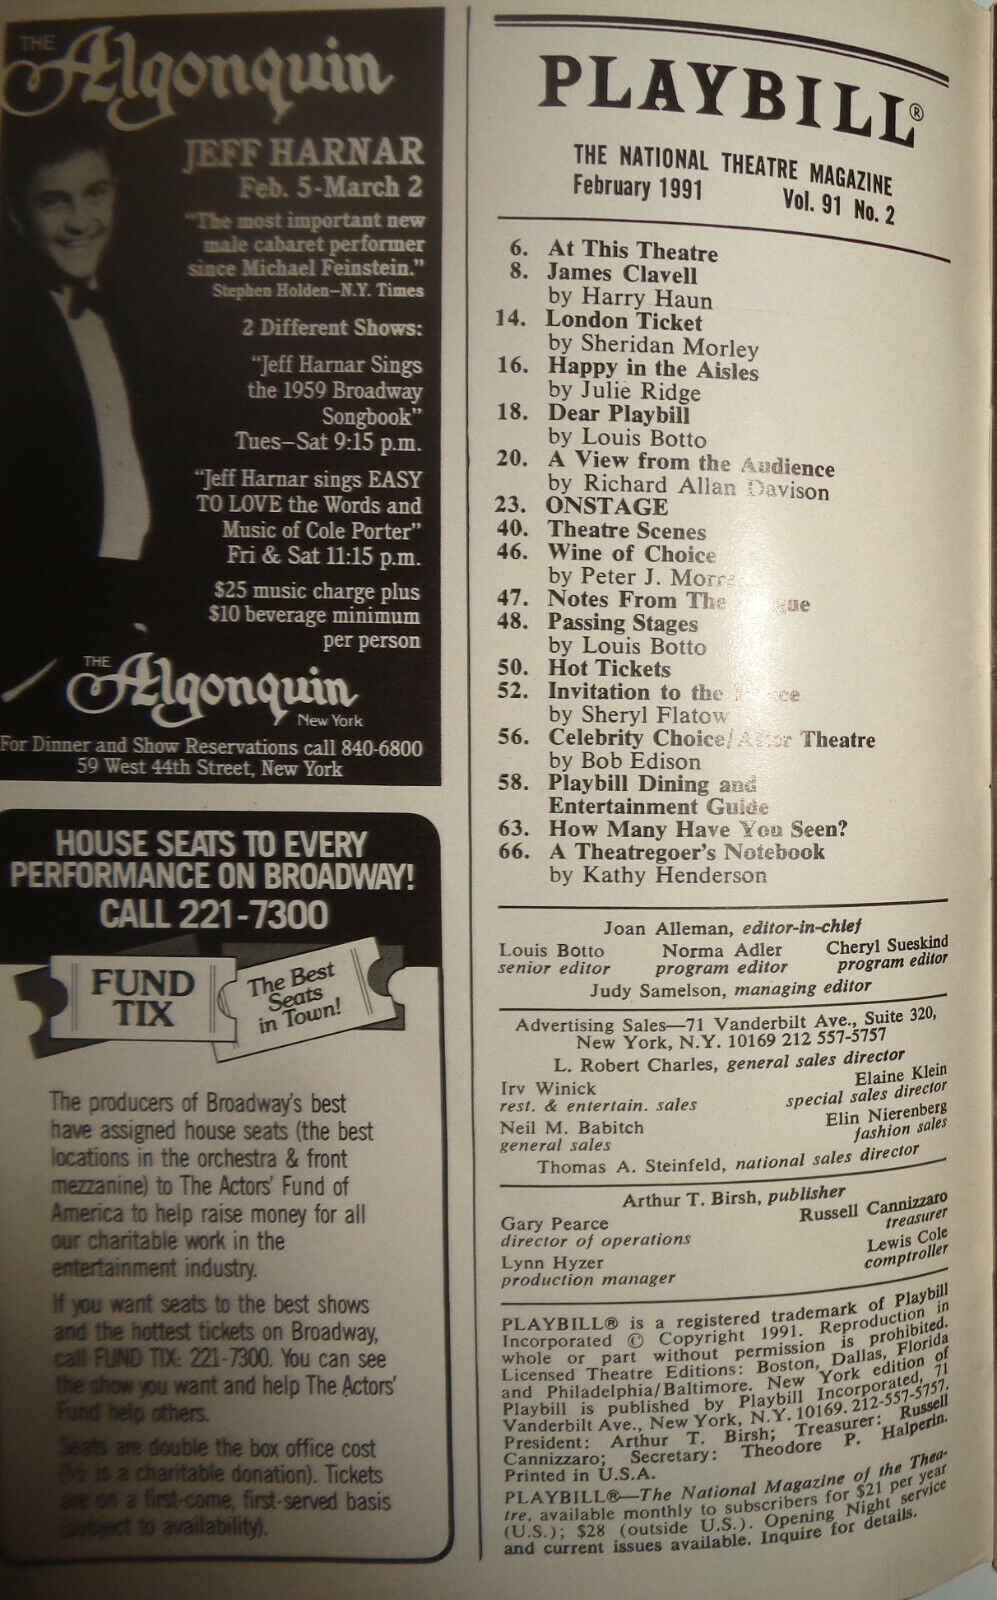 THE
Algonquin
JEFF HARNAR
Feb. 5-March 2
"The most important new
male cabaret performer
since Michael Feinstein."
Stephen Holden–N.Y. Times
2 Different Shows:
"Jeff Harnar Sings
the 1959 Broadway
Songbook"
Tues–Sat 9:15 p.m.
"Jeff Harnar sings EASY
TO LOVE the Words and
Music of Cole Porter"
Fri & Sat 11:15 p.m.
$25 music charge plus
$10 beverage minimum
per person
THE
Algonquin
New York
For Dinner and Show Reservations call 840-6800
59 West 44th Street, New York
HOUSE SEATS TO EVERY
PERFORMANCE ON BROADWAY!
CALL 221-7300
FUND
TIX
The Best
Seats
in Town!
The producers of Broadway's best
have assigned house seats (the best
locations in the orchestra & front
mezzanine) to The Actors' Fund of
America to help raise money for all
our charitable work in the
entertainment industry.
If you want seats to the best shows
and the hottest tickets on Broadway,
call FUND TIX: 221-7300. You can see
the show you want and help The Actors'
Fund help others.
Seats are double the box office cost
(½ is a charitable donation). Tickets
are on a first-come, first-served basis
(subject to availability).
PLAYBILL®
THE NATIONAL THEATRE MAGAZINE
February 1991 Vol. 91 No. 2
6. At This Theatre
8. James Clavell
by Harry Haun
14. London Ticket
by Sheridan Morley
16. Happy in the Aisles
by Julie Ridge
18. Dear Playbill
by Louis Botto
20. A View from the Audience
by Richard Allan Davison
23. ONSTAGE
40. Theatre Scenes
46. Wine of Choice
by Peter J.
47. Notes From The
48. Passing Stages
by Louis Botto
50. Hot Tickets
52. Invitation to the
by Sheryl Flatow
56. Celebrity Choice/After Theatre
by Bob Edison
58. Playbill Dining and
Entertainment Guide
63. How Many Have You Seen?
66. A Theatregoer's Notebook
by Kathy Henderson
Joan Alleman, editor-in-chief
Louis Botto Norma Adler Cheryl Sueskind
senior editor program editor program editor
Judy Samelson, managing editor
Advertising Sales—71 Vanderbilt Ave., Suite 320,
New York, N.Y. 10169 212 557-5757
L. Robert Charles, general sales director
Irv Winick Elaine Klein
rest. & entertain. sales special sales director
Neil M. Babitch Elin Nierenberg
general sales fashion sales
Thomas A. Steinfeld, national sales director
Arthur T. Birsh, publisher
Gary Pearce Russell Cannizzaro
director of operations treasurer
Lynn Hyzer Lewis Cole
production manager comptroller
PLAYBILL® is a registered trademark of Playbill
Incorporated © Copyright 1991. Reproduction in
whole or part without permission is prohibited.
Licensed Theatre Editions: Boston, Dallas, Florida
and Philadelphia/Baltimore. New York edition of
Playbill is published by Playbill Incorporated, 71
Vanderbilt Ave., New York, N.Y. 10169. 212-557-5757.
President: Arthur T. Birsh; Treasurer: Russell
Cannizzaro; Secretary: Theodore P. Halperin.
Printed in U.S.A.
PLAYBILL®—The National Magazine of the Thea-
tre, available monthly to subscribers for $21 per year
(U.S.); $28 (outside U.S.). Opening Night service
and current issues available. Inquire for details.